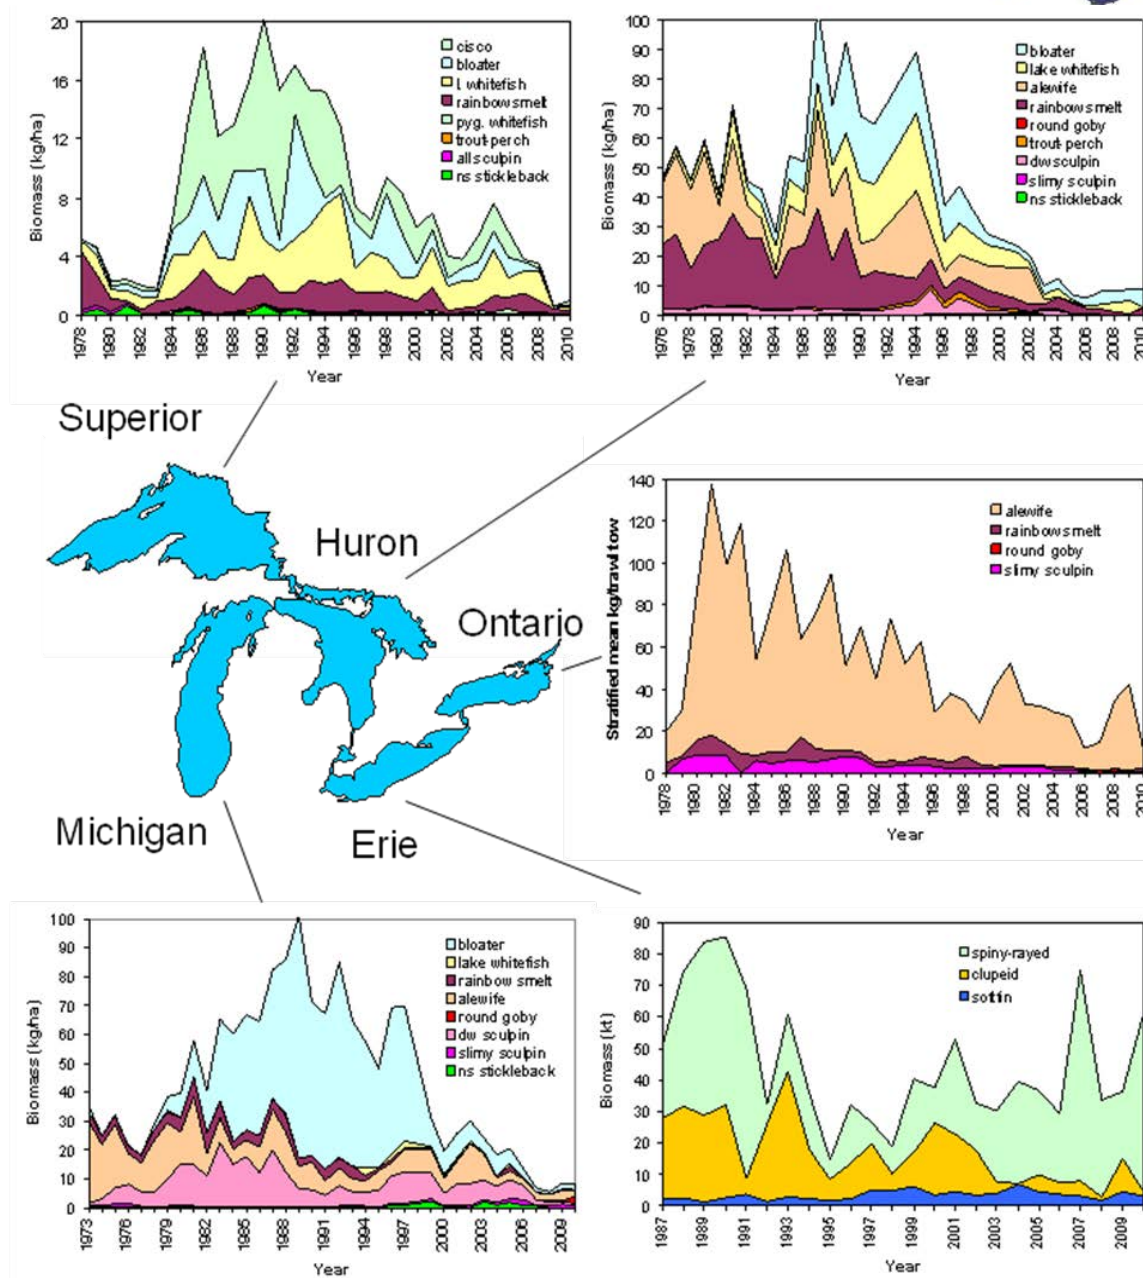 20
16
12
8
4
0
Biomass (kg/ha)
cisco
bloater
l whitefish
rainbow smelt
pyg. whitefish
trout-perch
all sculpin
ns stickleback
1978
1980
1982
1984
1986
1988
1990
1992
1994
1996
1998
2000
2002
2004
2006
2008
2010
Year
100
90
80
70
60
50
40
30
20
10
0
Biomass (kg/ha)
bloater
lake whitefish
alewife
rainbow smelt
round goby
trout-perch
dw sculpin
slimy sculpin
ns stickleback
1976
1978
1980
1982
1984
1986
1988
1990
1992
1994
1996
1998
2000
2002
2004
2006
2008
2010
Year
Superior
Huron
Ontario
Michigan
Erie
140
120
100
80
60
40
20
0
Stratified mean kg/trawl tow
alewife
rainbow smelt
round goby
slimy sculpin
1978
1980
1982
1984
1986
1988
1990
1992
1994
1996
1998
2000
2002
2004
2006
2008
2010
Year
100
90
80
70
60
50
40
30
20
10
0
Biomass (kg/ha)
bloater
lake whitefish
rainbow smelt
alewife
round goby
dw sculpin
slimy sculpin
ns stickleback
1973
1976
1979
1982
1985
1988
1991
1994
1997
2000
2003
2006
2009
Year
90
80
70
60
50
40
30
20
10
0
Biomass (kt)
spiny-rayed
clupeid
1987
1989
1991
1993
1995
1997
1999
2001
2003
2005
2007
2009
Year